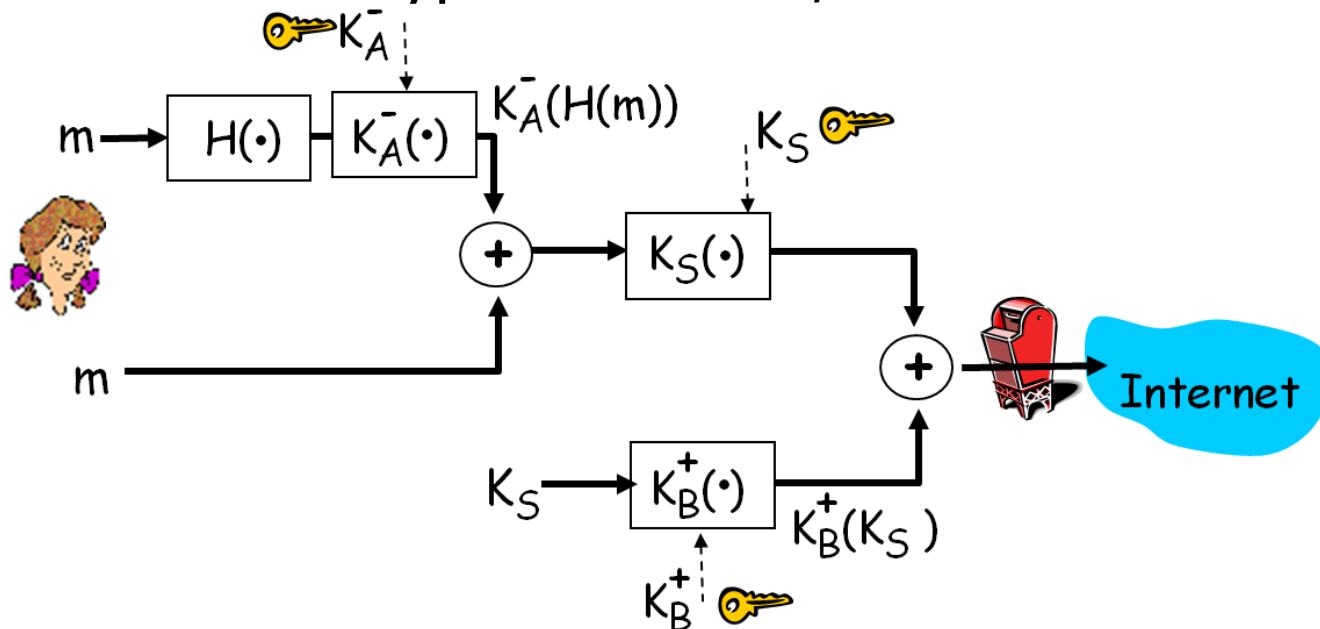 K_A^-
K_A^-(H(m))
m
H(·)
K_A^-(·)
K_S
+
K_S(·)
m
+
Internet
K_S
K_B^+(·)
K_B^+(K_S)
K_B^+